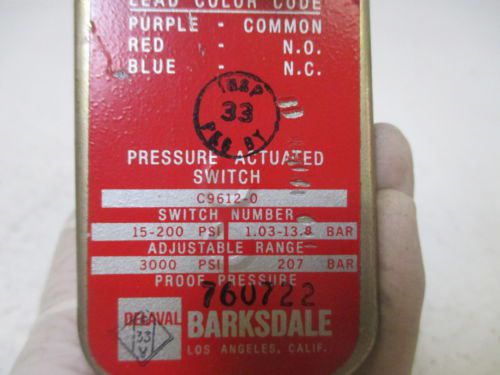 LEAD COLOR CODE
PURPLE - COMMON
RED - N.O.
BLUE - N.C.
INSP
33
PKG. BY
PRESSURE ACTUATED
SWITCH
C9612-0
SWITCH NUMBER
15-200 PSI 1.03-13.8 BAR
ADJUSTABLE RANGE
3000 PSI 207 BAR
PROOF PRESSURE
760722
DELAVAL BARKSDALE
33
V
LOS ANGELES, CALIF.